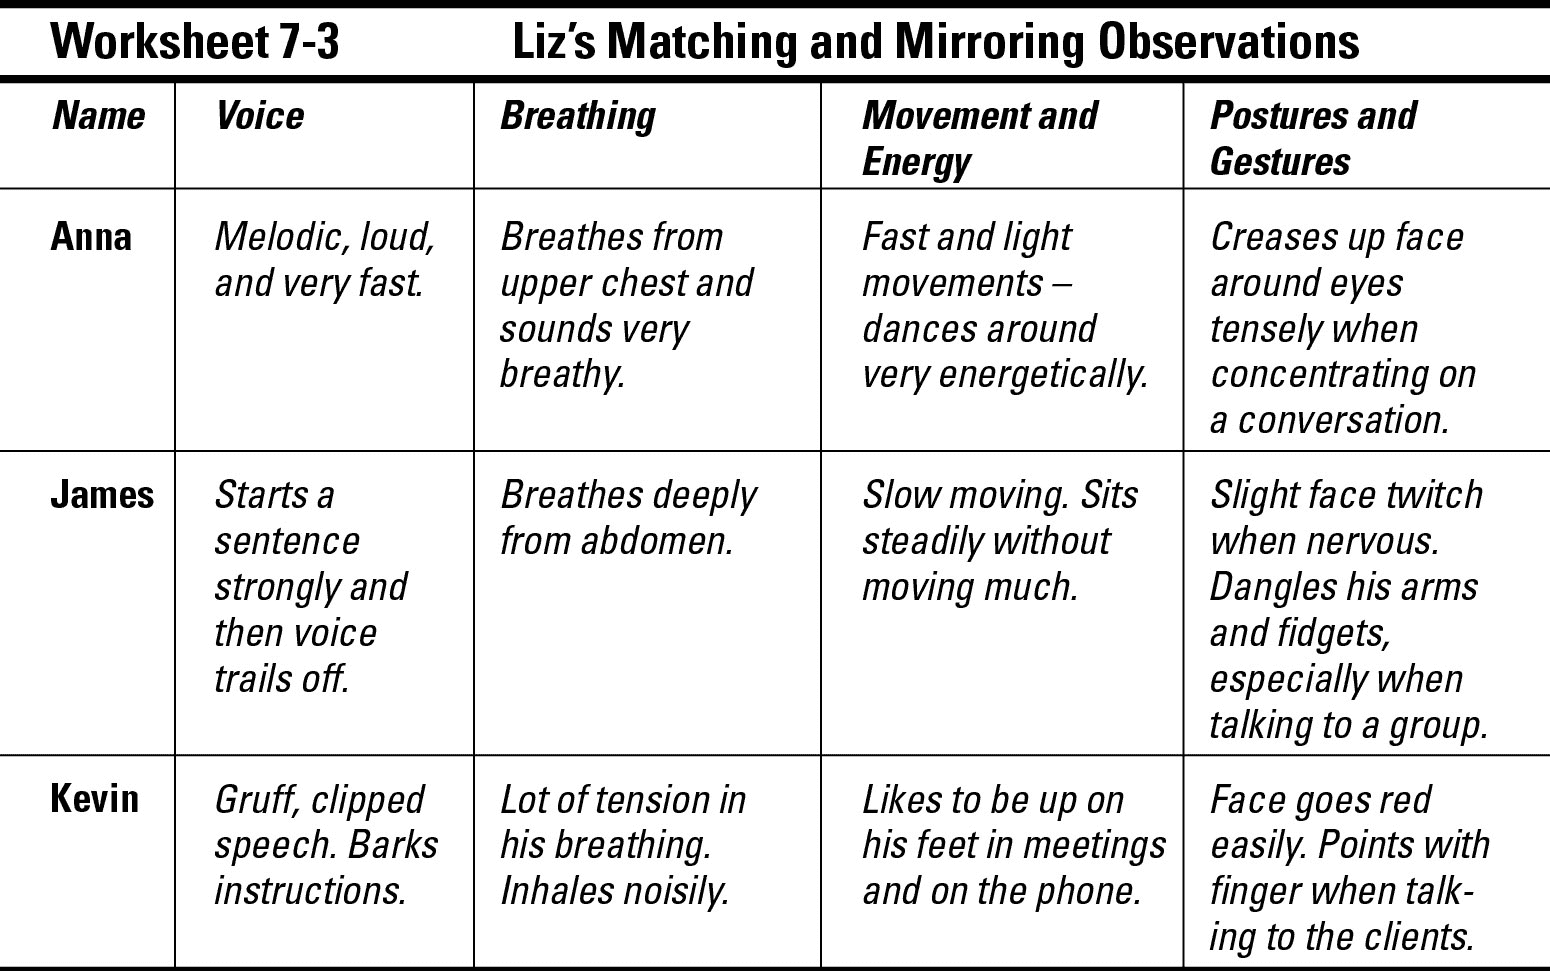 Worksheet 7-3 Liz’s Matching and Mirroring Observations
Name
Voice
Breathing
Movement and
Energy
Postures and
Gestures
Anna
Melodic, loud,
and very fast.
Breathes from
upper chest and
sounds very
breathy.
Fast and light
movements –
dances around
very energetically.
Creases up face
around eyes
tensely when
concentrating on
a conversation.
James
Starts a
sentence
strongly and
then voice
trails off.
Breathes deeply
from abdomen.
Slow moving. Sits
steadily without
moving much.
Slight face twitch
when nervous.
Dangles his arms
and fidgets,
especially when
talking to a group.
Kevin
Gruff, clipped
speech. Barks
instructions.
Lot of tension in
his breathing.
Inhales noisily.
Likes to be up on
his feet in meetings
and on the phone.
Face goes red
easily. Points with
finger when talk-
ing to the clients.